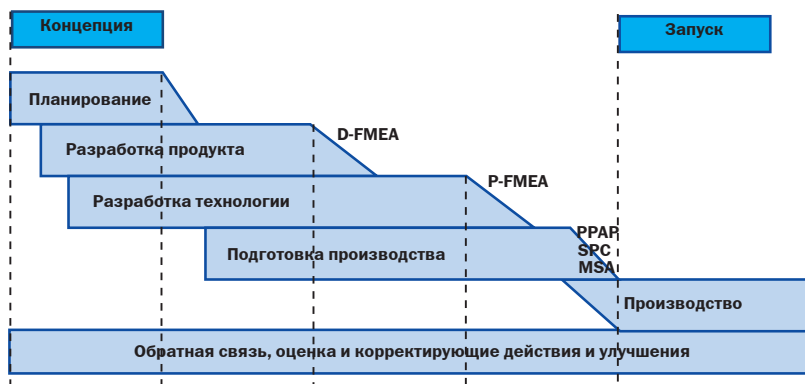 Концепция
Запуск
Планирование
D-FMEA
Разработка продукта
P-FMEA
Разработка технологии
PPAP
SPC
MSA
Подготовка производства
Производство
Обратная связь, оценка и корректирующие действия и улучшения